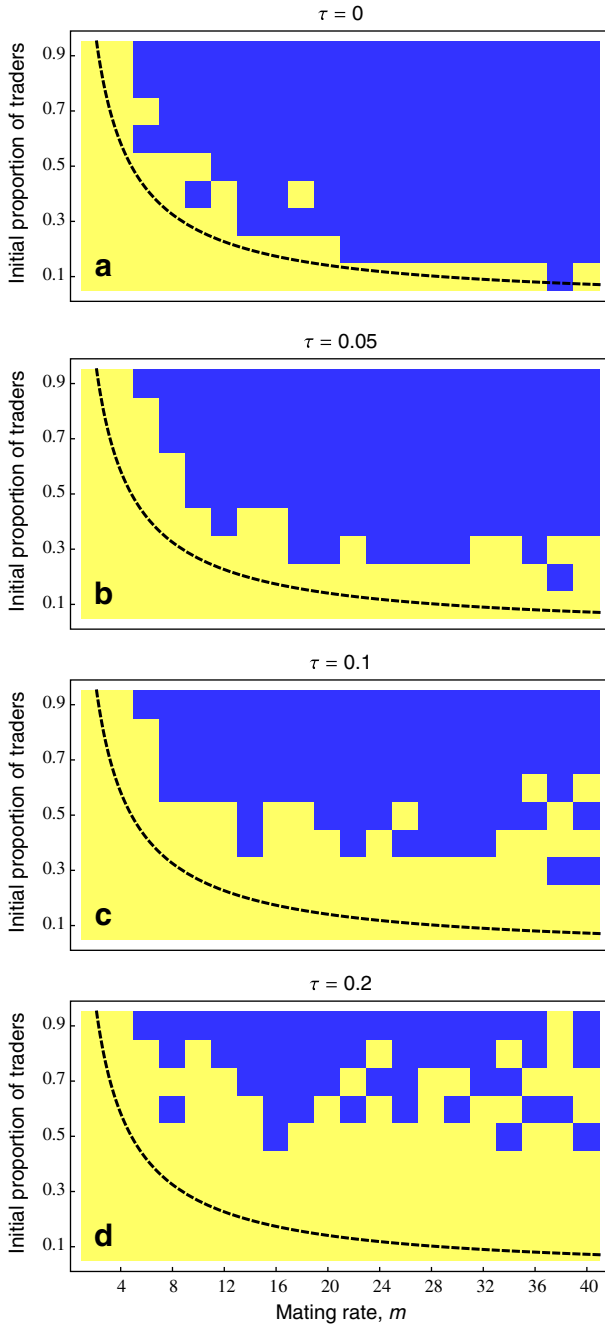 τ = 0
Initial proportion of traders
0.9
0.7
0.5
0.3
0.1
a
τ = 0.05
Initial proportion of traders
0.9
0.7
0.5
0.3
0.1
b
τ = 0.1
Initial proportion of traders
0.9
0.7
0.5
0.3
0.1
c
τ = 0.2
Initial proportion of traders
0.9
0.7
0.5
0.3
0.1
d
4 8 12 16 20 24 28 32 36 40
Mating rate, m